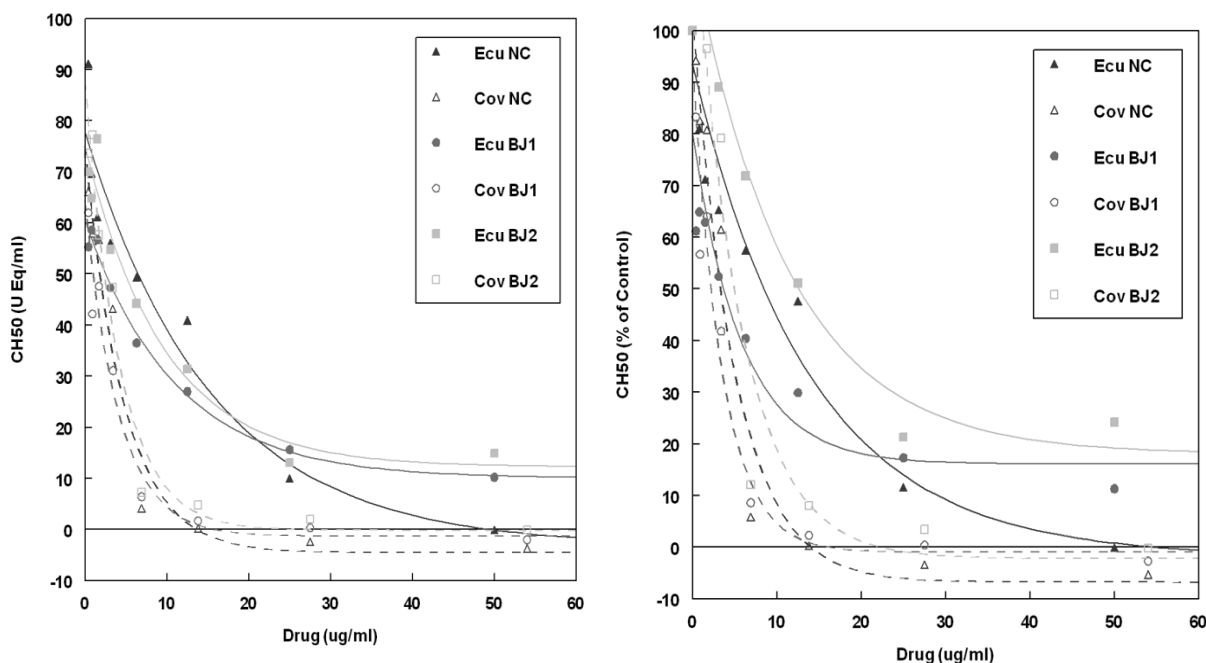 100
90
80
70
60
50
40
30
20
10
0
-10
CH50 (U Eq/ml)
0 10 20 30 40 50 60
Drug (ug/ml)
Ecu NC
Cov NC
Ecu BJ1
Cov BJ1
Ecu BJ2
Cov BJ2
100
90
80
70
60
50
40
30
20
10
0
-10
CH50 (% of Control)
0 10 20 30 40 50 60
Drug (ug/ml)
Ecu NC
Cov NC
Ecu BJ1
Cov BJ1
Ecu BJ2
Cov BJ2